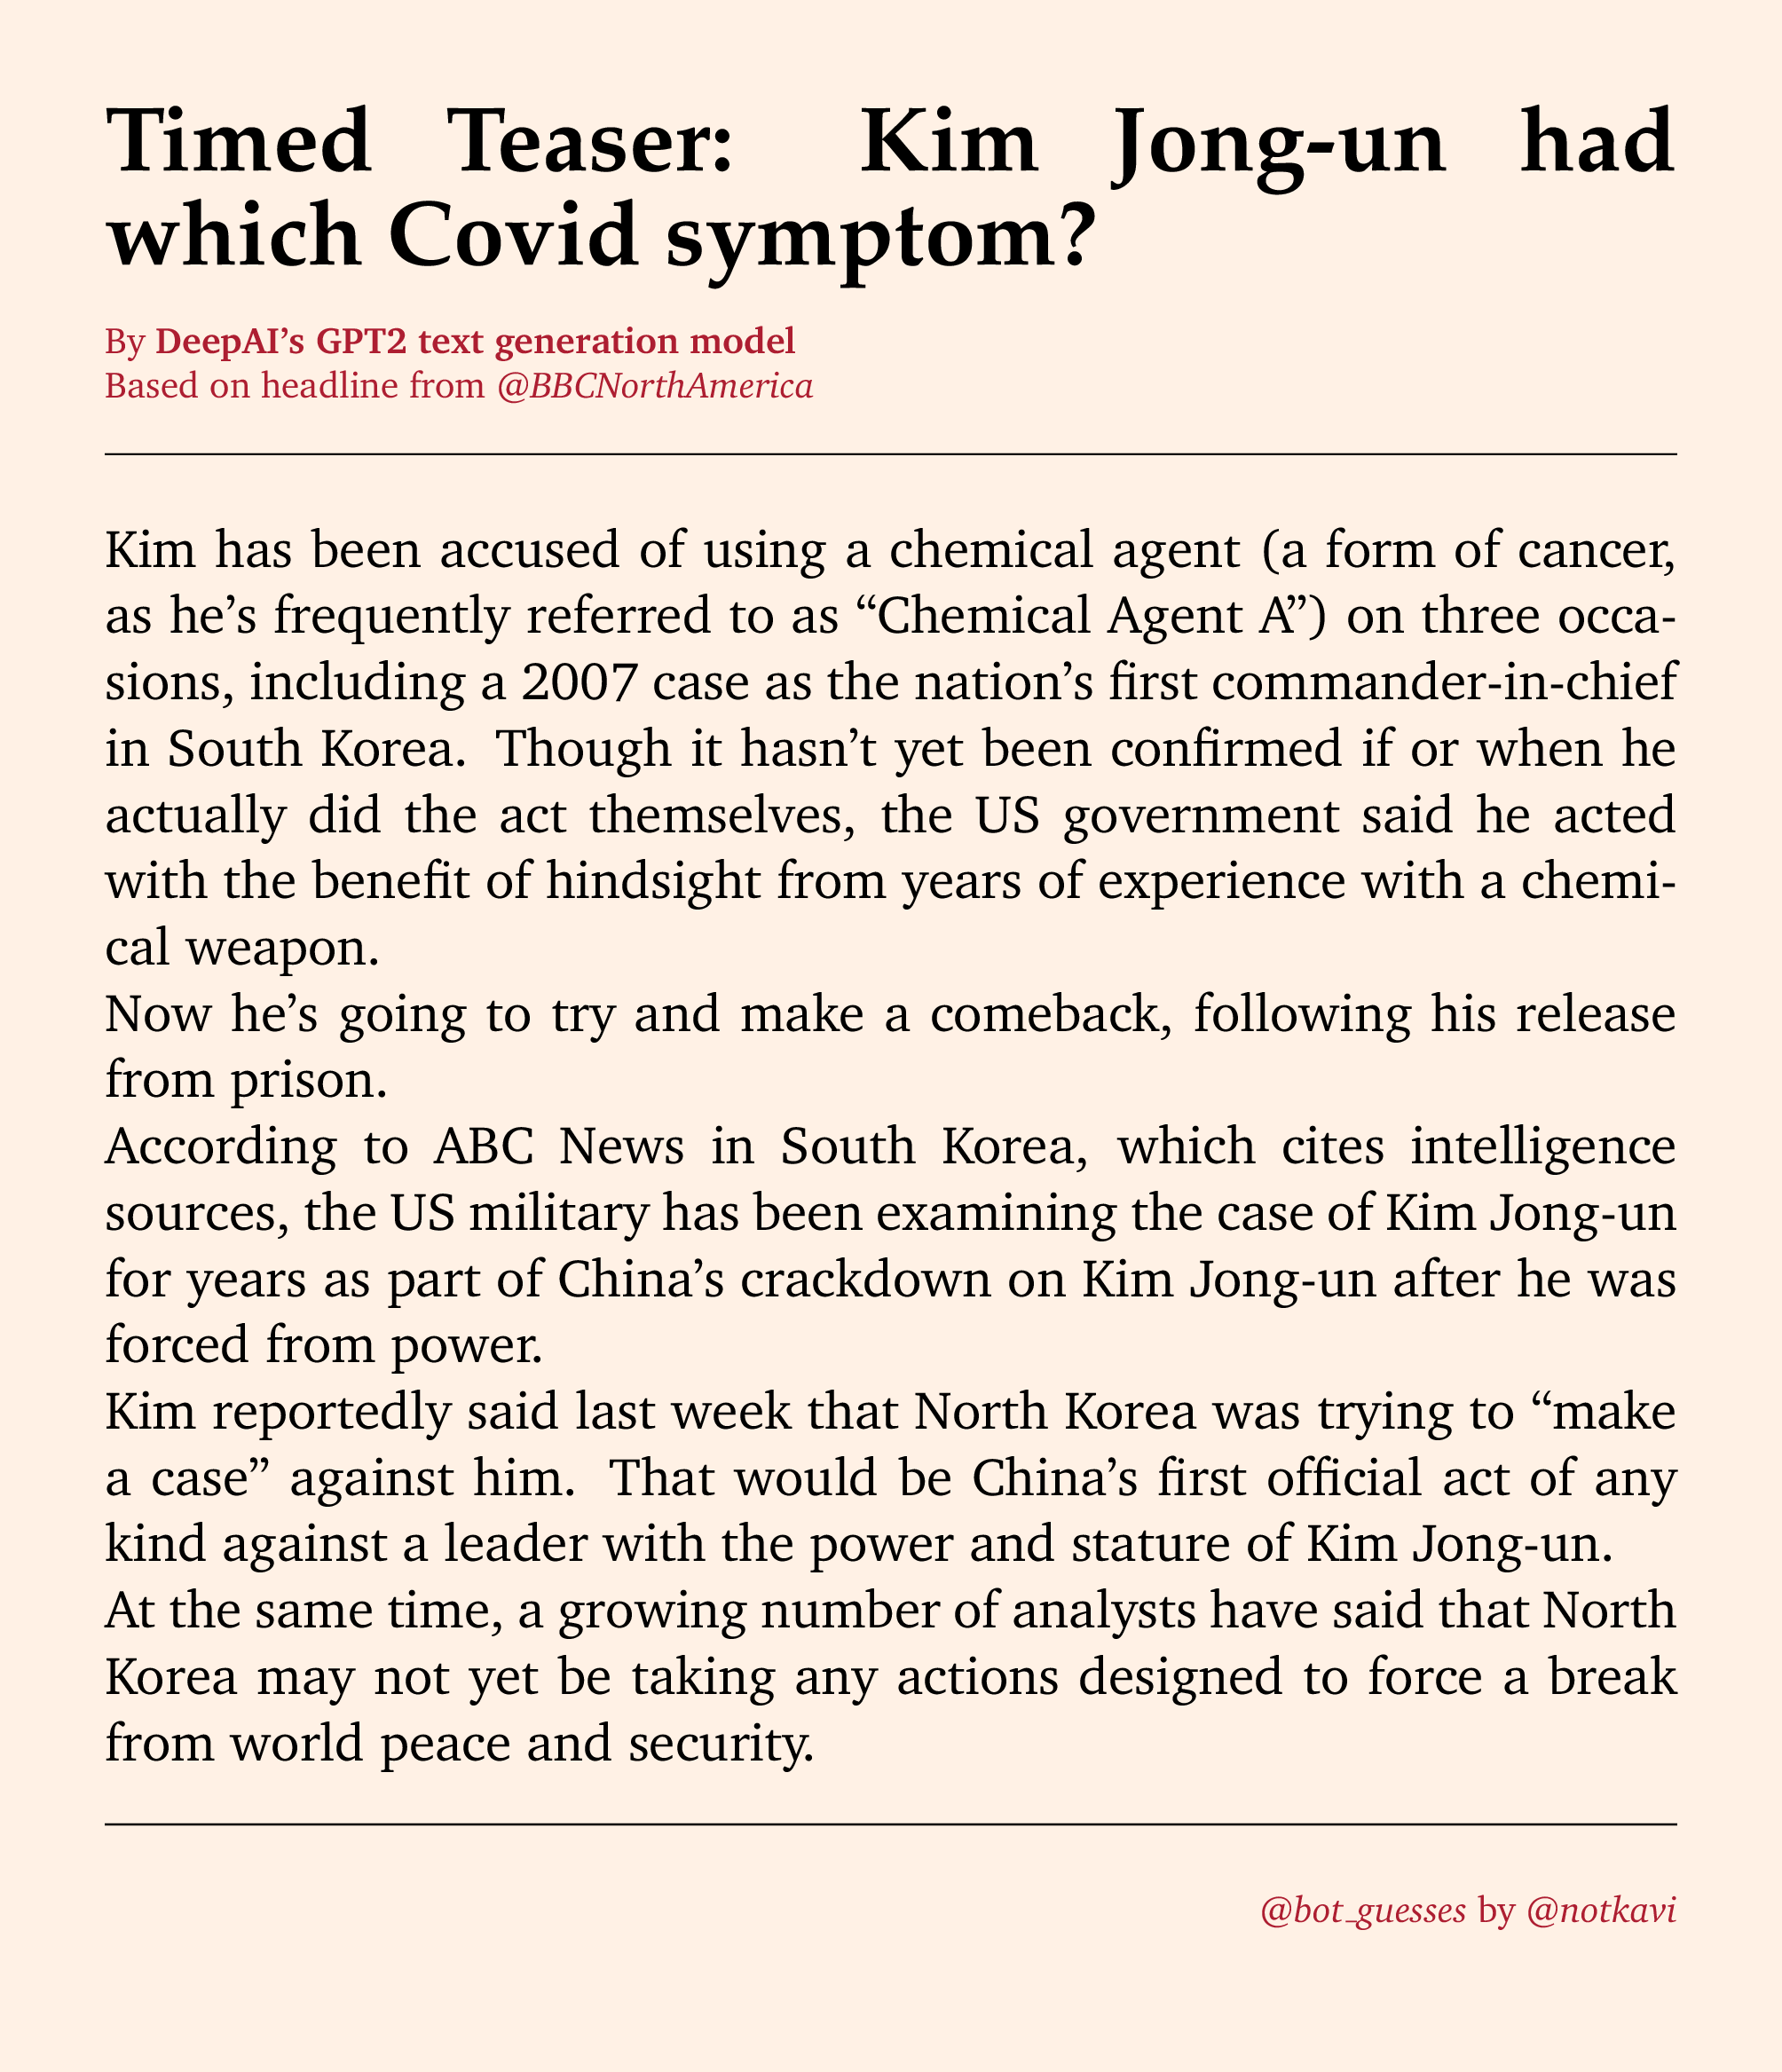 Timed Teaser: Kim Jong-un had
which Covid symptom?
By DeepAI’s GPT2 text generation model
Based on headline from @BBCNorthAmerica
Kim has been accused of using a chemical agent (a form of cancer,
as he’s frequently referred to as “Chemical Agent A”) on three occa-
sions, including a 2007 case as the nation’s first commander-in-chief
in South Korea. Though it hasn’t yet been confirmed if or when he
actually did the act themselves, the US government said he acted
with the benefit of hindsight from years of experience with a chemi-
cal weapon.
Now he’s going to try and make a comeback, following his release
from prison.
According to ABC News in South Korea, which cites intelligence
sources, the US military has been examining the case of Kim Jong-un
for years as part of China’s crackdown on Kim Jong-un after he was
forced from power.
Kim reportedly said last week that North Korea was trying to “make
a case” against him. That would be China’s first official act of any
kind against a leader with the power and stature of Kim Jong-un.
At the same time, a growing number of analysts have said that North
Korea may not yet be taking any actions designed to force a break
from world peace and security.
@bot_guesses by @notkavi